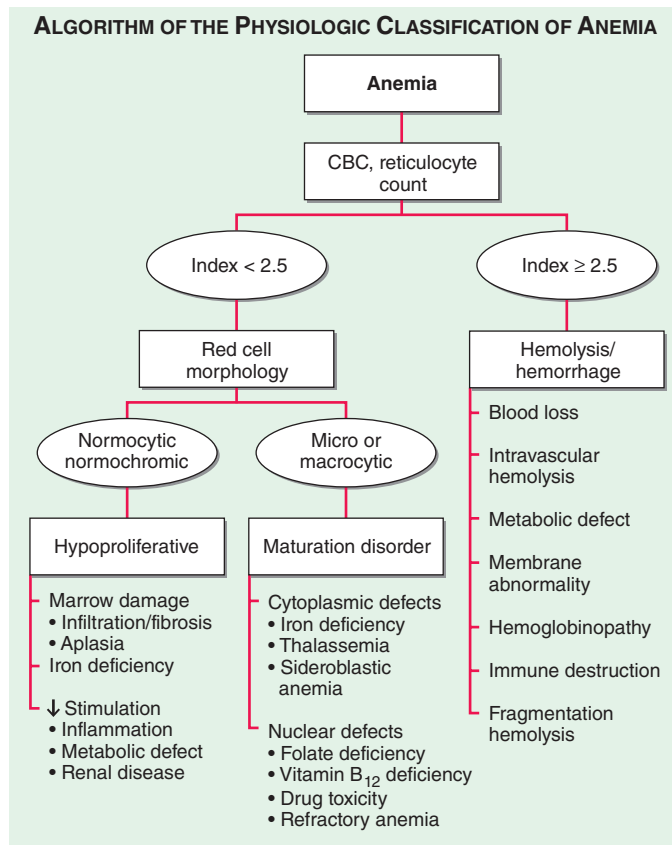 ALGORITHM OF THE PHYSIOLOGIC CLASSIFICATION OF ANEMIA
Anemia
CBC, reticulocyte
count
Index < 2.5
Index ≥ 2.5
Red cell
morphology
Hemolysis/
hemorrhage
Normocytic
normochromic
Micro or
macrocytic
Hypoproliferative
Maturation disorder
Marrow damage
• Infiltration/fibrosis
• Aplasia
Iron deficiency
↓ Stimulation
• Inflammation
• Metabolic defect
• Renal disease
Cytoplasmic defects
• Iron deficiency
• Thalassemia
• Sideroblastic
anemia
Nuclear defects
• Folate deficiency
• Vitamin B12 deficiency
• Drug toxicity
• Refractory anemia
Blood loss
Intravascular
hemolysis
Metabolic defect
Membrane
abnormality
Hemoglobinopathy
Immune destruction
Fragmentation
hemolysis